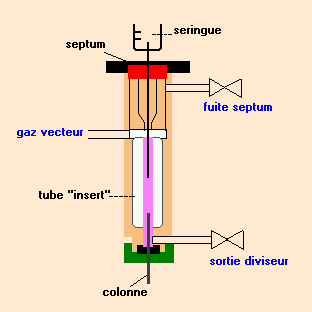 seringue
septum
fuite septum
gaz vecteur
tube "insert"
sortie diviseur
colonne